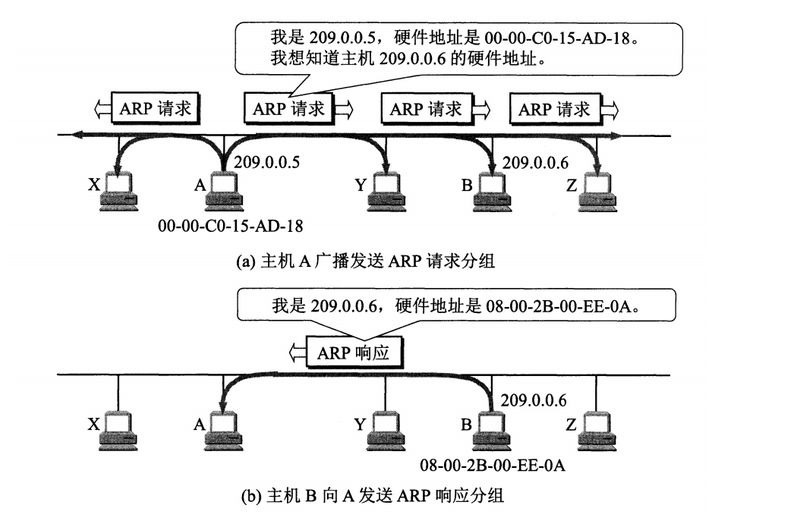 我是 209.0.0.5，硬件地址是 00-00-C0-15-AD-18。
我想知道主机 209.0.0.6 的硬件地址。
ARP 请求
ARP 请求
ARP 请求
ARP 请求
209.0.0.5
209.0.0.6
X
A
Y
B
Z
00-00-C0-15-AD-18
(a) 主机 A 广播发送 ARP 请求分组
我是 209.0.0.6，硬件地址是 08-00-2B-00-EE-0A。
ARP 响应
209.0.0.6
X
A
Y
B
Z
08-00-2B-00-EE-0A
(b) 主机 B 向 A 发送 ARP 响应分组